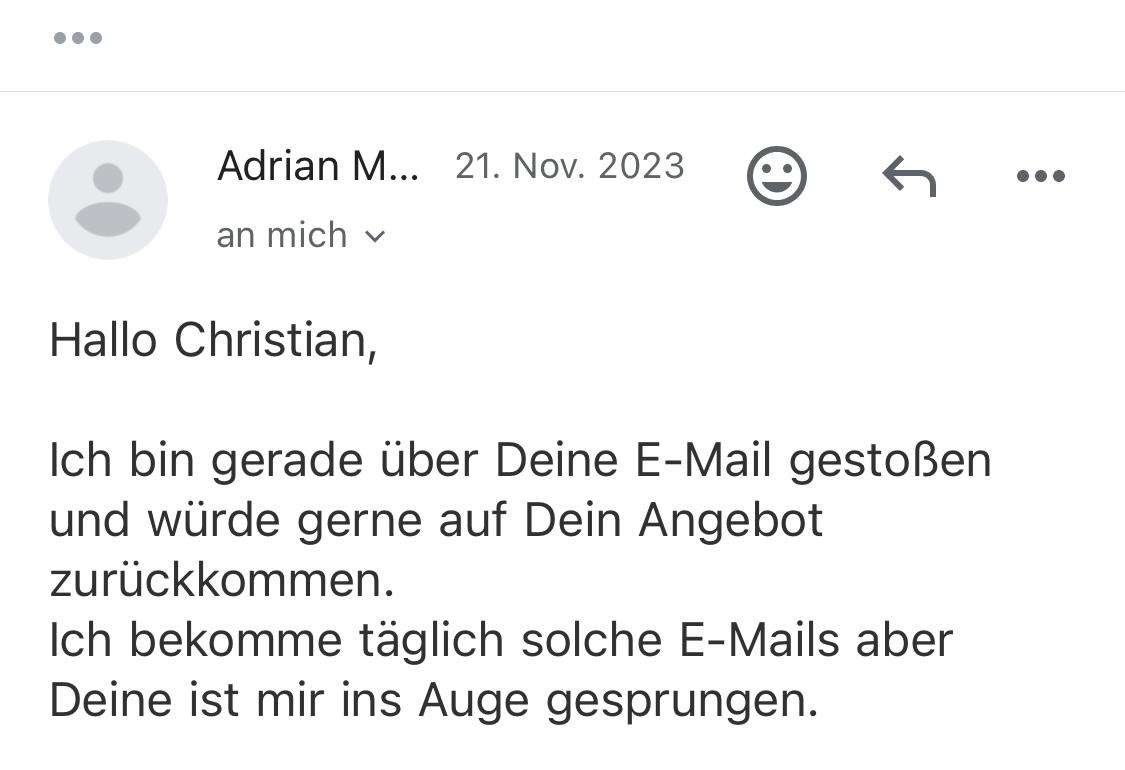 Adrian M... 21. Nov. 2023
an mich
Hallo Christian,
Ich bin gerade über Deine E-Mail gestoßen
und würde gerne auf Dein Angebot
zurückkommen.
Ich bekomme täglich solche E-Mails aber
Deine ist mir ins Auge gesprungen.